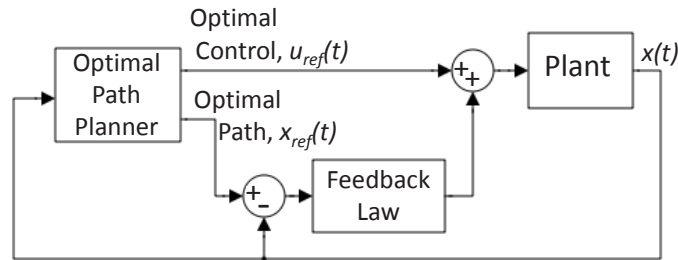 Optimal
Control, u_ref(t)
Optimal
Path
Planner
Optimal
Path, x_ref(t)
+
+
Plant
x(t)
+
-
Feedback
Law